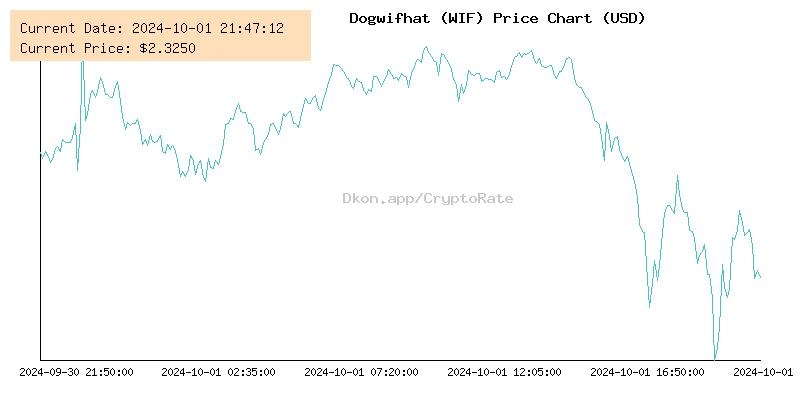 Dogwifhat (WIF) Price Chart (USD)
Current Date: 2024-10-01 21:47:12
Current Price: $2.3250
Dkon.app/CryptoRate
2024-09-30 21:50:00 2024-10-01 02:35:00 2024-10-01 07:20:00 2024-10-01 12:05:00 2024-10-01 16:50:00 2024-10-01